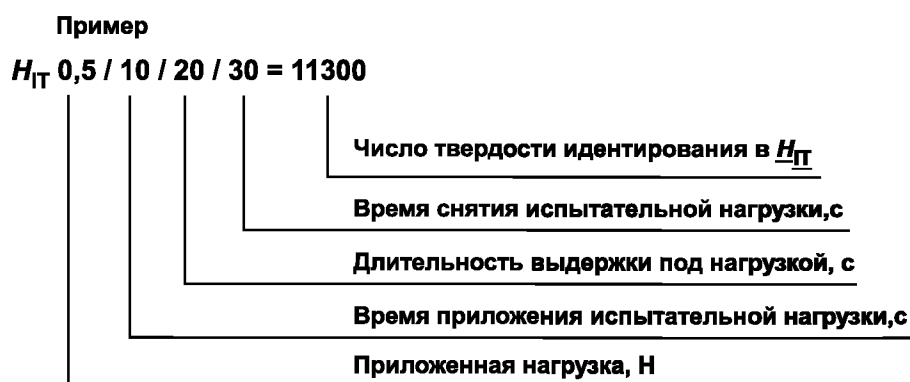 Пример
H_IT 0,5 / 10 / 20 / 30 = 11300
Число твердости идентирования в H_IT
Время снятия испытательной нагрузки,с
Длительность выдержки под нагрузкой, с
Время приложения испытательной нагрузки,с
Приложенная нагрузка, Н